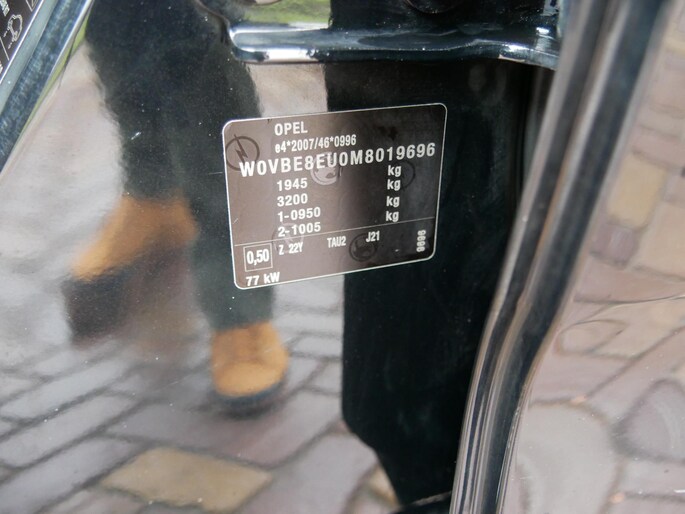 OPEL
e4*2007/46*0996
W0VBE8EU0M8019696
1945 kg
3200 kg
1-0950 kg
2-1005 kg
0,50 Z 22Y TAU2 J21 9696
77 kW